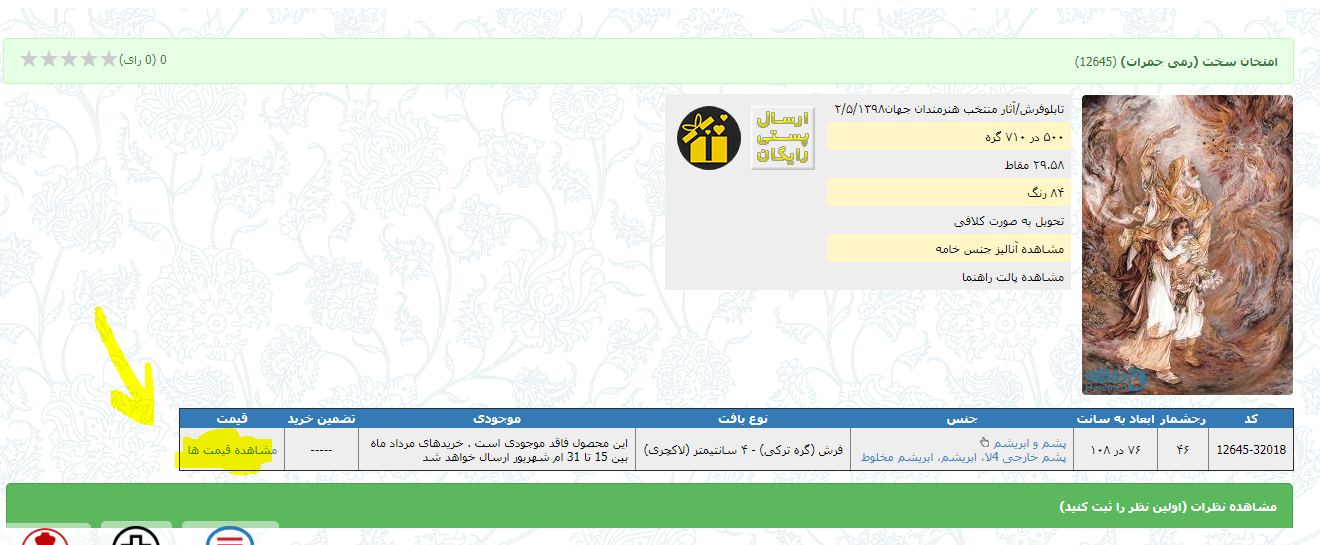 امتحان سخت (رمی جمرات) (12645)
0 (0 رای)
تابلوفرش/آثار منتخب هنرمندان جهان۲/۵/۱۳۹۸
۵۰۰ در ۷۱۰ گره
۲۹.۵۸ مقاط
۸۴ رنگ
تحویل به صورت کلافی
مشاهده آنالیز جنس خامه
مشاهده پالت راهنما
ارسال
پستی
رایگان
کد رجشمار ابعاد به سانت جنس نوع بافت موجودی تضمین خرید قیمت
12645-32018 ۴۶ ۷۶ در ۱۰۸ پشم و ابریشم فرش (گره ترکی) - ۴ سانتیمتر (لاکچری) این محصول فاقد موجودی است . خریدهای مرداد ماه ----- مشاهده قیمت ها
پشم خارجی 4لا، ابریشم، ابریشم مخلوط بین 15 تا 31 ام شهریور ارسال خواهد شد
مشاهده نظرات (اولین نظر را ثبت کنید)